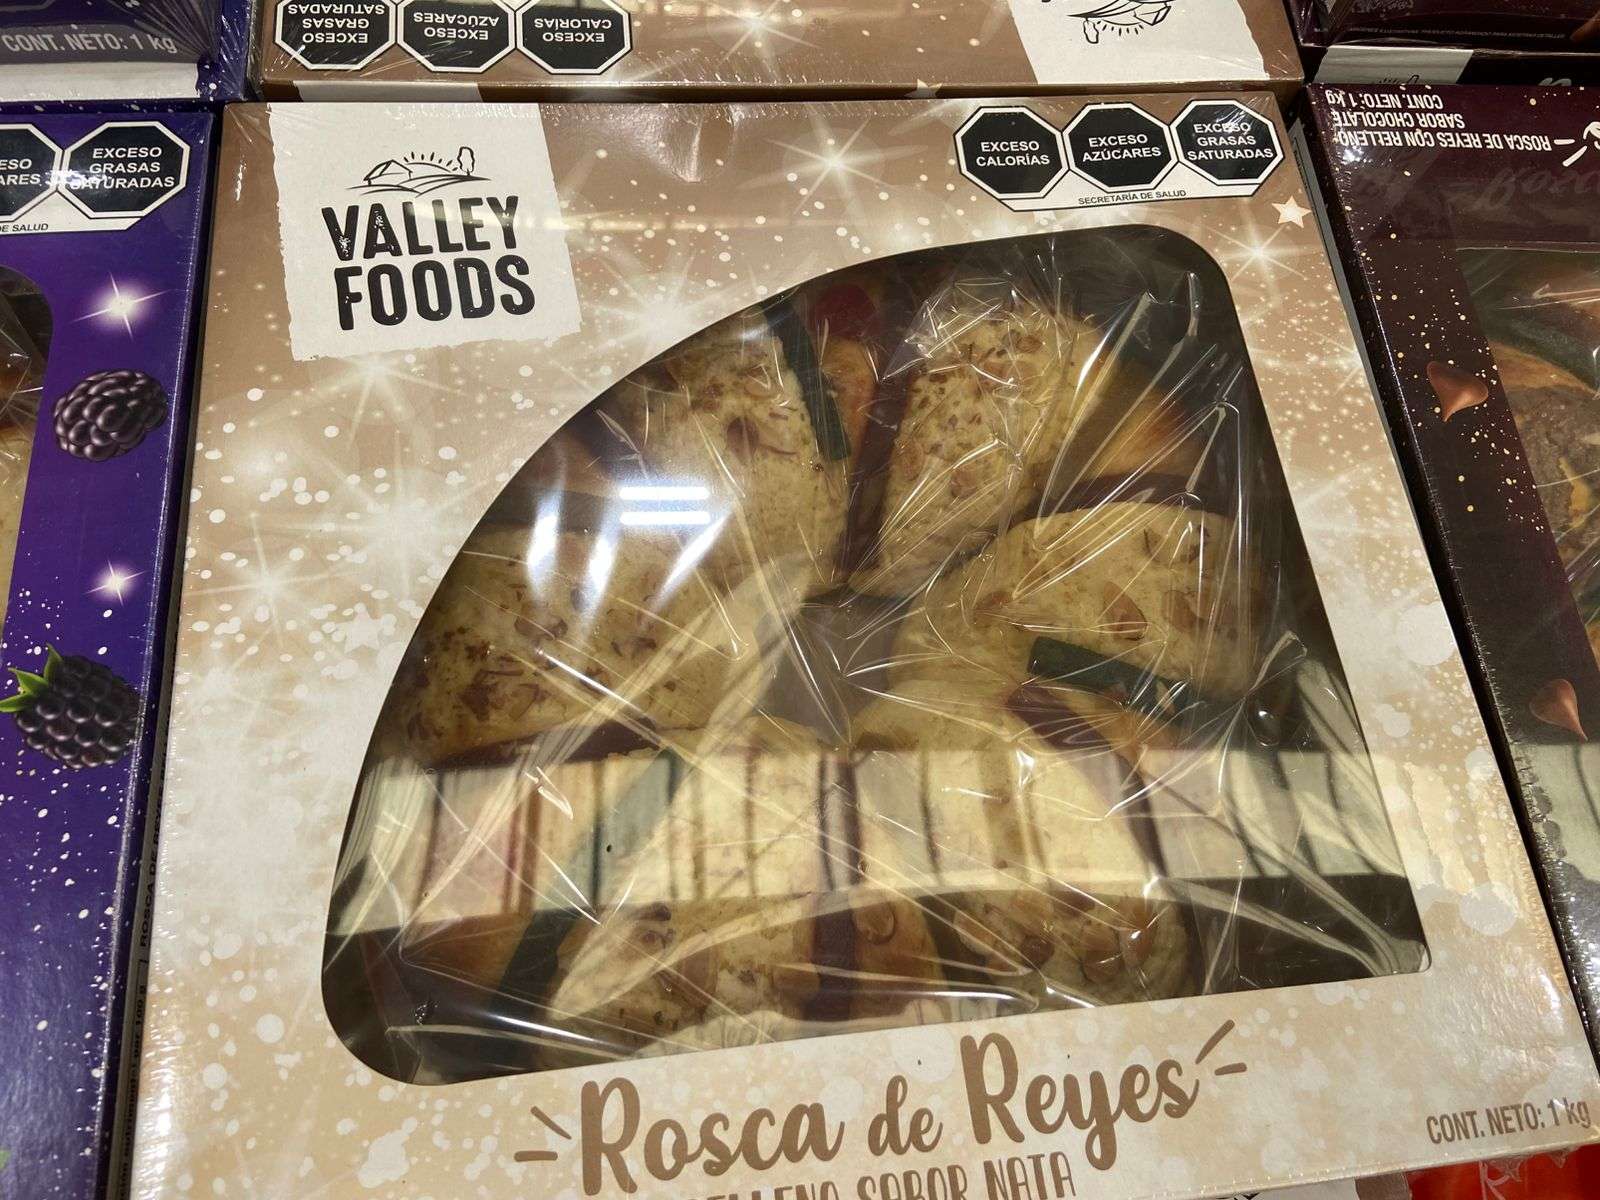 CONT. NETO: 1 kg
EXCESO
GRASAS
SATURADAS
EXCESO
AZÚCARES
EXCESO
CALORÍAS
EXCESO
GRASAS
SATURADAS
DE SALUD
VALLEY
FOODS
EXCESO
CALORÍAS
EXCESO
AZÚCARES
EXCESO
GRASAS
SATURADAS
SECRETARÍA DE SALUD
ROSCA DE REYES CON RELLENO
SABOR CHOCOLATE
CONT. NETO: 1 kg
Rosca de Reyes
SABOR NATA
CONT. NETO: 1 kg